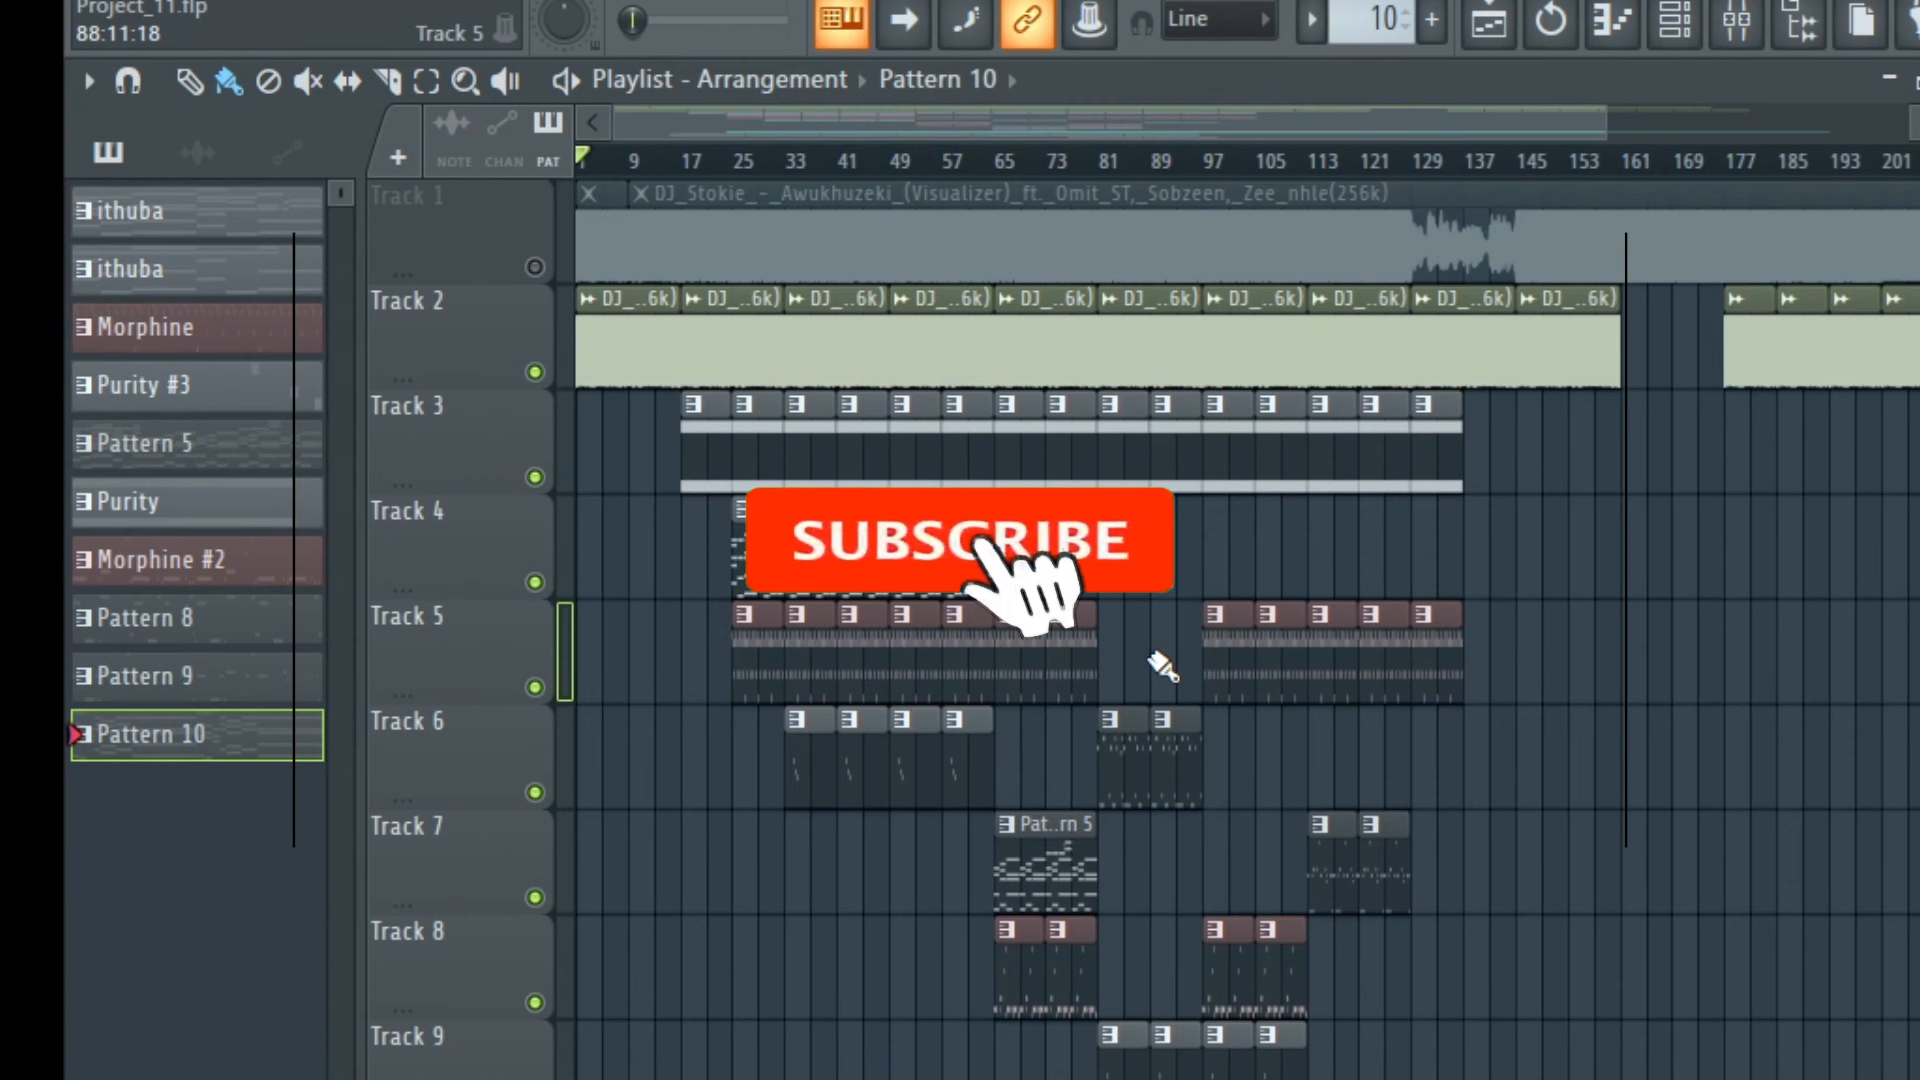 Project_11.flp
88:11:18
Track 5
Line
10
Playlist - Arrangement › Pattern 10 ›
NOTE CHAN PAT
9 17 25 33 41 49 57 65 73 81 89 97 105 113 121 129 137 145 153 161 169 177 185 193 201
ithuba
ithuba
Morphine
Purity #3
Pattern 5
Purity
Morphine #2
Pattern 8
Pattern 9
Pattern 10
Track 1
DJ_Stokie_-_Awukhuzeki_(Visualizer)_ft._Omit_ST,_Sobzeen,_Zee_nhle(256k)
Track 2
DJ_..6k) DJ_..6k) DJ_..6k) DJ_..6k) DJ_..6k) DJ_..6k) DJ_..6k) DJ_..6k) DJ_..6k) DJ_..6k)
Track 3
Track 4
SUBSCRIBE
Track 5
Track 6
Track 7
Pat..rn 5
Track 8
Track 9